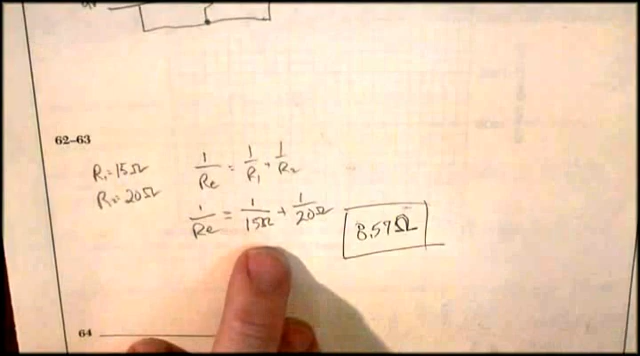 62–63
R₁=15Ω
R₂=20Ω
1/Re = 1/R₁ + 1/R₂
1/Re = 1/15Ω + 1/20Ω
8.57Ω
64